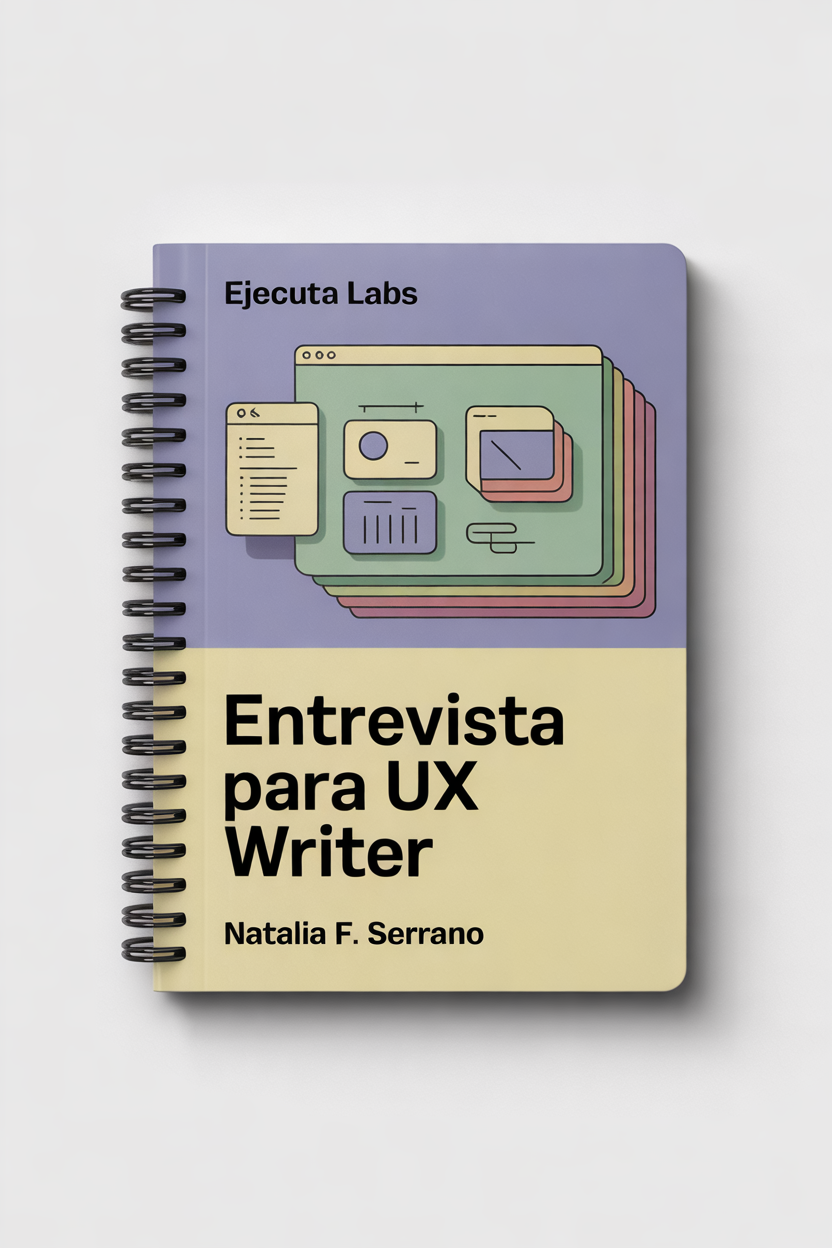 Ejecuta Labs
Entrevista
para UX
Writer
Natalia F. Serrano